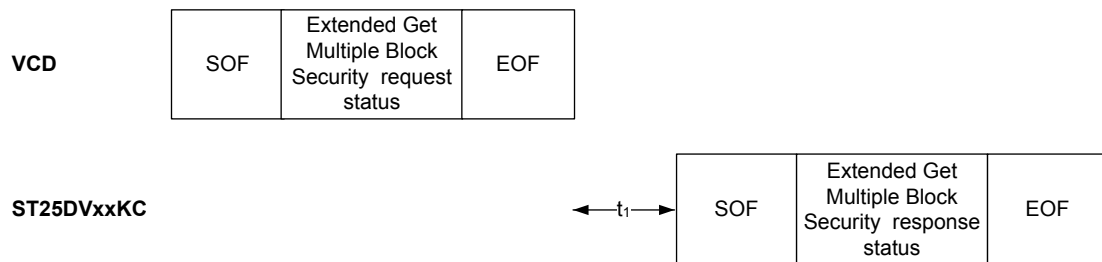 VCD
SOF
Extended Get
Multiple Block
Security request
status
EOF
ST25DVxxKC
t1
SOF
Extended Get
Multiple Block
Security response
status
EOF